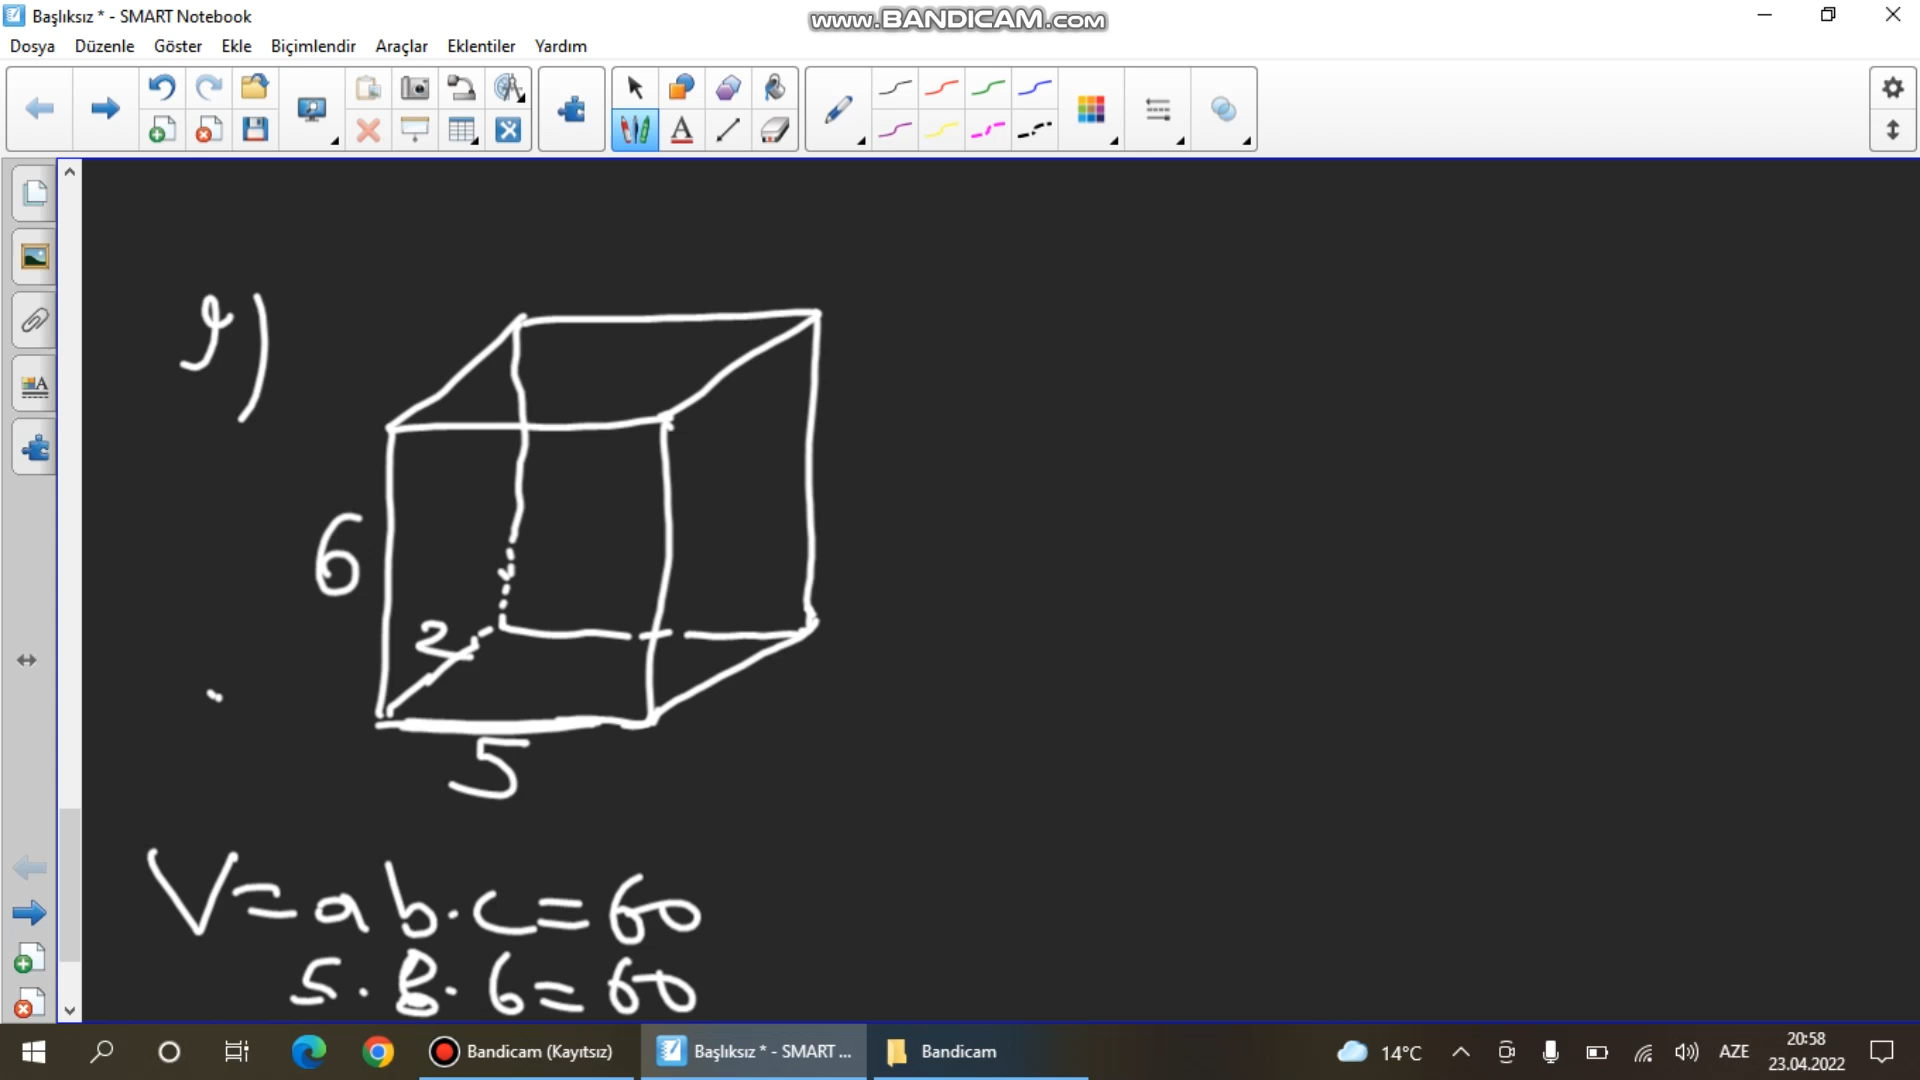 Başlıksız * - SMART Notebook
www.BANDICAM.com
Dosya Düzenle Göster Ekle Biçimlendir Araçlar Eklentiler Yardım
9)
6
2
5
V=ab.c=60
5.8.6=60
Bandicam (Kayıtsız)
Başlıksız * - SMART ...
Bandicam
14°C
AZE
20:58
23.04.2022